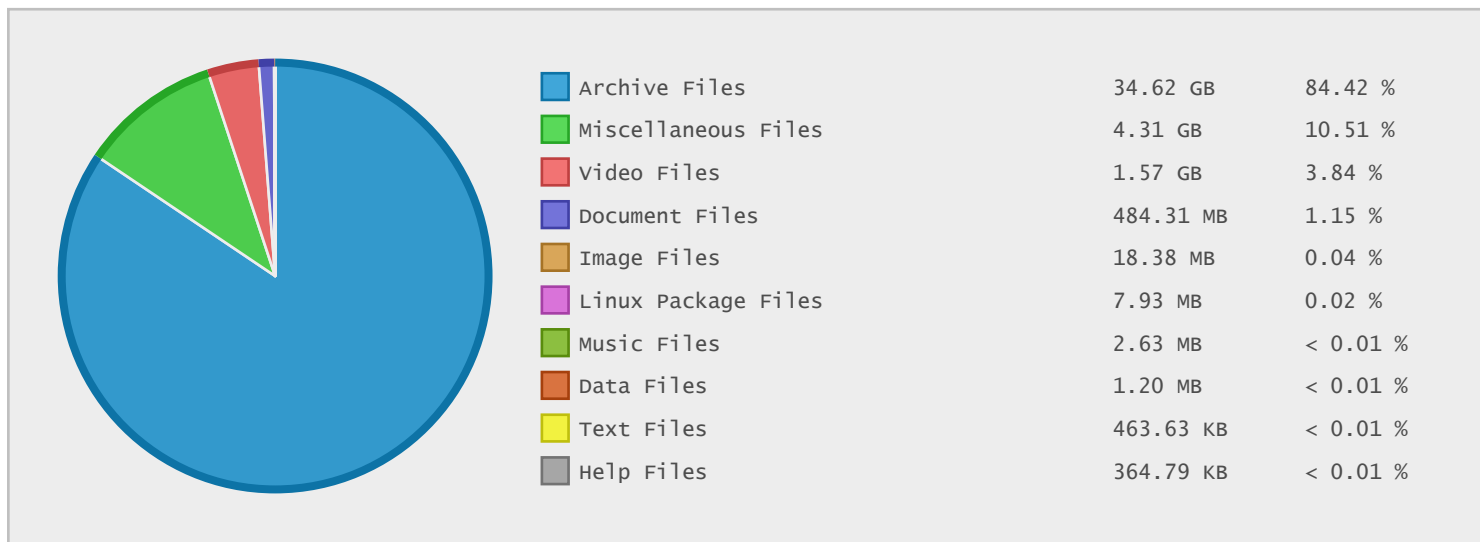 Archive Files 34.62 GB 84.42 %
Miscellaneous Files 4.31 GB 10.51 %
Video Files 1.57 GB 3.84 %
Document Files 484.31 MB 1.15 %
Image Files 18.38 MB 0.04 %
Linux Package Files 7.93 MB 0.02 %
Music Files 2.63 MB < 0.01 %
Data Files 1.20 MB < 0.01 %
Text Files 463.63 KB < 0.01 %
Help Files 364.79 KB < 0.01 %